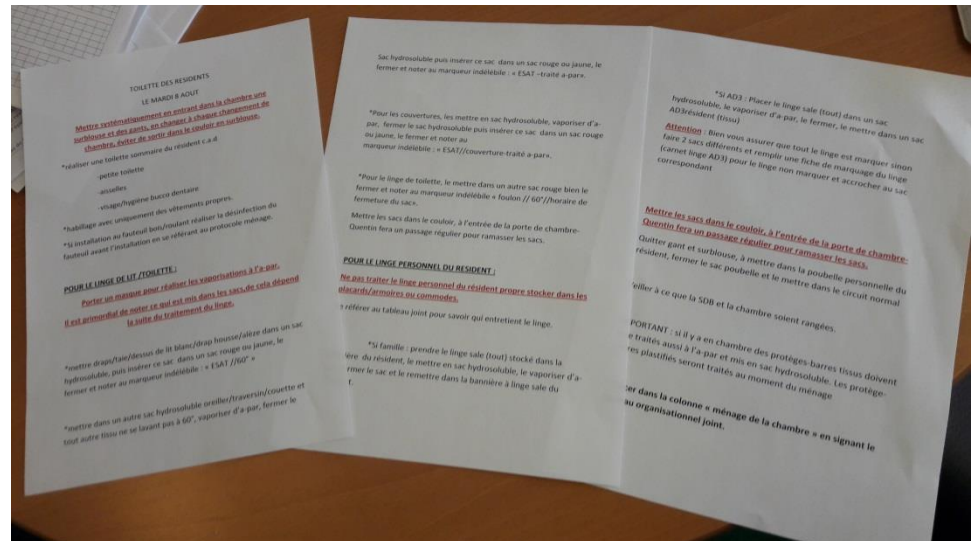 TOILETTE DES RESIDENTS
LE MARDI 8 AOUT
Mettre systématiquement en entrant dans la chambre une
surblouse et des gants, en changer à chaque changement de
chambre, éviter de sortir dans le couloir en surblouse.
*réaliser une toilette sommaire du résident c.a.d
-petite toilette
-aisselles
-visage/hygiène bucco dentaire
*habillage avec uniquement des vêtements propres.
*Si installation au fauteuil bon/roulant réaliser la désinfection du
fauteuil avant l'installation en se référant au protocole ménage.
POUR LE LINGE DE LIT /TOILETTE :
Porter un masque pour réaliser les vaporisations à l'a-par.
Il est primordial de noter ce qui est mis dans les sacs,de cela dépend
la suite du traitement du linge.
*mettre draps/taie/dessus de lit blanc/drap housse/alèze dans un sac
hydrosoluble, puis insérer ce sac dans un sac rouge ou jaune, le
fermer et noter au marqueur indélébile : « ESAT //60° »
*mettre dans un autre sac hydrosoluble oreiller/traversin/couette et
tout autre tissu ne se lavant pas à 60°, vaporiser d'a-par, fermer le
Sac hydrosoluble puis insérer ce sac dans un sac rouge ou jaune, le
fermer et noter au marqueur indélébile : « ESAT –traité a-par».
*Pour les couvertures, les mettre en sac hydrosoluble, vaporiser d'a-
par, fermer le sac hydrosoluble puis insérer ce sac dans un sac rouge
ou jaune, le fermer et noter au
marqueur indélébile : « ESAT//couverture-traité a-par».
*Pour le linge de toilette, le mettre dans un autre sac rouge bien le
fermer et noter au marqueur indélébile « foulon // 60°//horaire de
fermeture du sac».
Mettre les sacs dans le couloir, à l'entrée de la porte de chambre-
Quentin fera un passage régulier pour ramasser les sacs.
POUR LE LINGE PERSONNEL DU RESIDENT :
Ne pas traiter le linge personnel du résident propre stocker dans les
placards/armoires ou commodes.
référer au tableau joint pour savoir qui entretient le linge.
*Si famille : prendre le linge sale (tout) stocké dans la
du résident, le mettre en sac hydrosoluble, le vaporiser d'a-
le sac et le remettre dans la bannière à linge sale du
*Si AD3 : Placer le linge sale (tout) dans un sac
hydrosoluble, le vaporiser d'a-par, le fermer, le mettre dans un sac
AD3résident (tissu)
Attention : Bien vous assurer que tout le linge est marquer sinon
faire 2 sacs différents et remplir une fiche de marquage du linge
(carnet linge AD3) pour le linge non marquer et accrocher au sac
correspondant
Mettre les sacs dans le couloir, à l'entrée de la porte de chambre-
Quentin fera un passage régulier pour ramasser les sacs.
Quitter gant et surblouse, à mettre dans la poubelle personnelle du
résident, fermer le sac poubelle et le mettre dans le circuit normal
à ce que la SDB et la chambre soient rangées.
: si il y a en chambre des protèges-barres tissus doivent
traités aussi à l'a-par et mis en sac hydrosoluble. Les protège-
plastifiés seront traités au moment du ménage
dans la colonne « ménage de la chambre » en signant le
organisationnel joint.